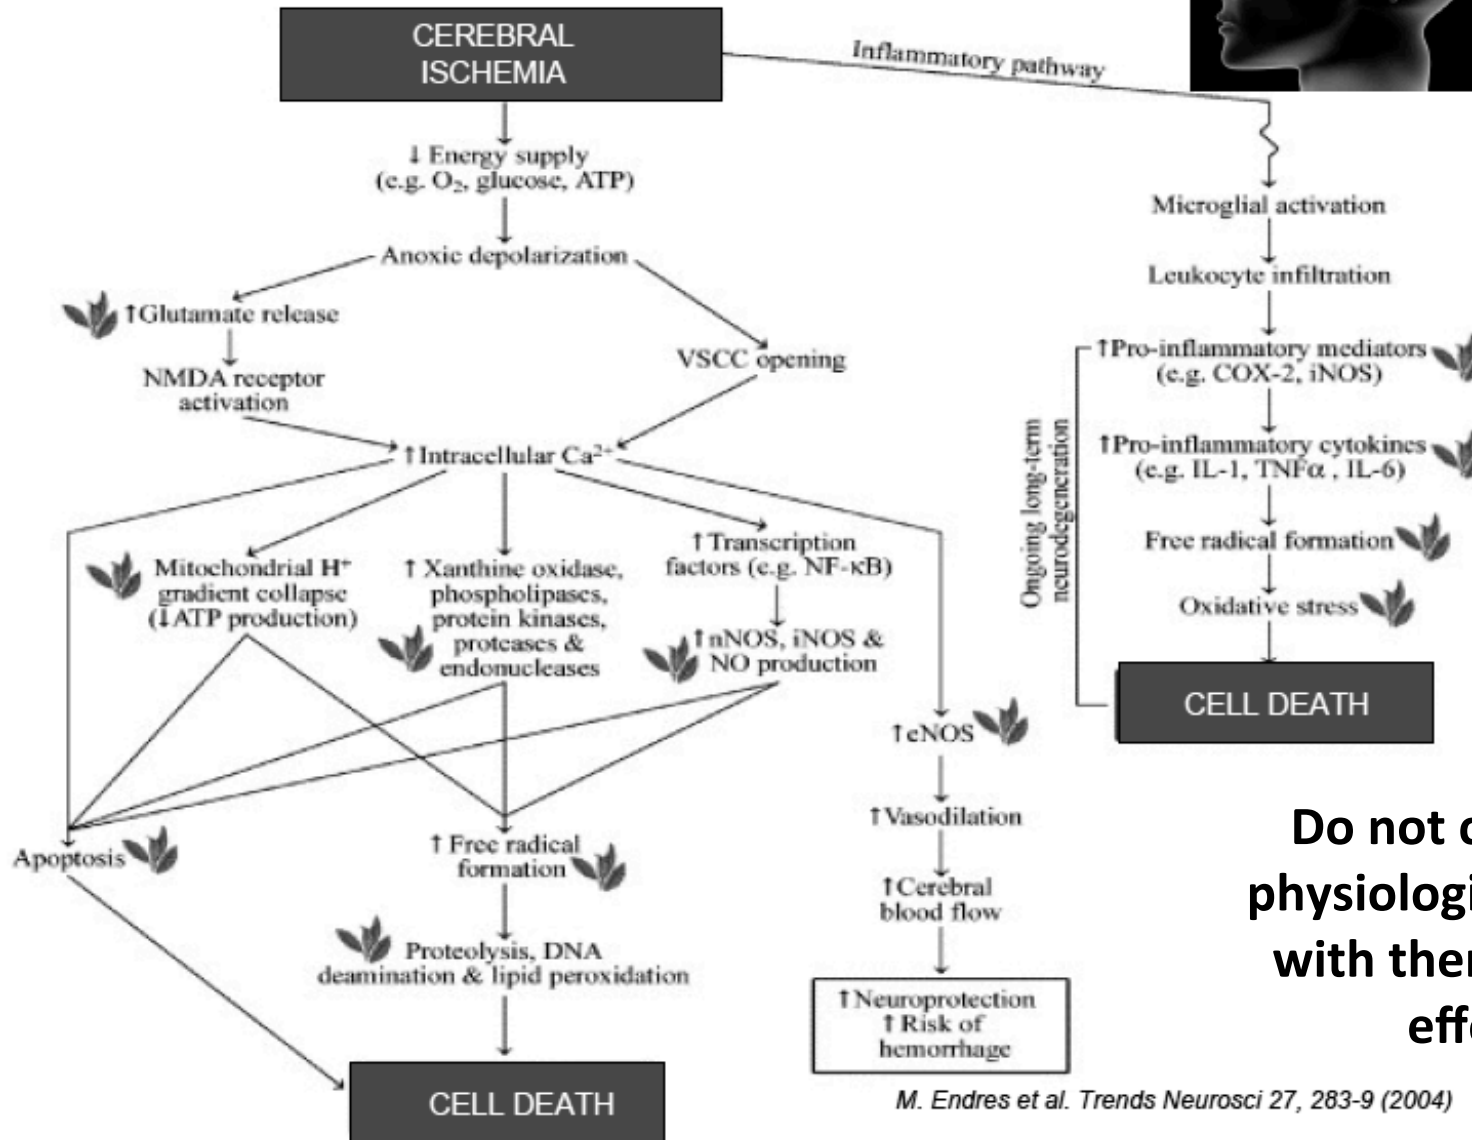 CEREBRAL
ISCHEMIA
Inflammatory pathway
↓ Energy supply
(e.g. O₂, glucose, ATP)
Anoxic depolarization
↑Glutamate release
NMDA receptor
activation
VSCC opening
↑Intracellular Ca²⁺
Mitochondrial H⁺
gradient collapse
(↓ATP production)
↑ Xanthine oxidase,
phospholipases,
protein kinases,
proteases &
endonucleases
↑Transcription
factors (e.g. NF-κB)
↑nNOS, iNOS &
NO production
↑eNOS
↑Vasodilation
↑Cerebral
blood flow
↑Neuroprotection
↑Risk of
hemorrhage
Apoptosis
↑ Free radical
formation
Proteolysis, DNA
deamination & lipid peroxidation
CELL DEATH
Microglial activation
Leukocyte infiltration
↑Pro-inflammatory mediators
(e.g. COX-2, iNOS)
↑Pro-inflammatory cytokines
(e.g. IL-1, TNFα , IL-6)
Free radical formation
Oxidative stress
CELL DEATH
Ongoing long-term
neurodegeneration
Do not
physiologi
with
eff
M. Endres et al. Trends Neurosci 27, 283-9 (2004)